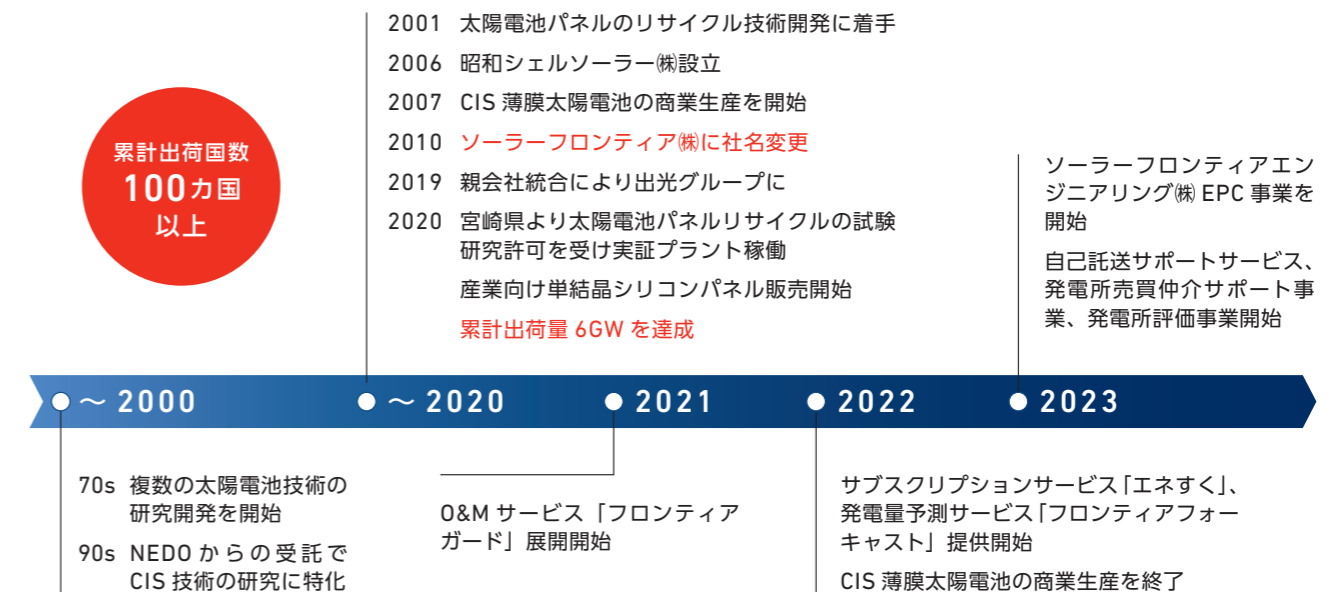 2001 太陽電池パネルのリサイクル技術開発に着手
2006 昭和シェルソーラー㈱設立
2007 CIS 薄膜太陽電池の商業生産を開始
2010 ソーラーフロンティア㈱に社名変更
2019 親会社統合により出光グループに
2020 宮崎県より太陽電池パネルリサイクルの試験
研究許可を受け実証プラント稼働
産業向け単結晶シリコンパネル販売開始
累計出荷量 6GW を達成
累計出荷国数
100カ国
以上
ソーラーフロンティアエン
ジニアリング㈱ EPC 事業を
開始
自己託送サポートサービス、
発電所売買仲介サポート事
業、発電所評価事業開始
～ 2000
～ 2020
2021
2022
2023
70s 複数の太陽電池技術の
研究開発を開始
90s NEDO からの受託で
CIS 技術の研究に特化
O&M サービス「フロンティア
ガード」展開開始
サブスクリプションサービス「エネすく」、
発電量予測サービス「フロンティアフォー
キャスト」提供開始
CIS 薄膜太陽電池の商業生産を終了